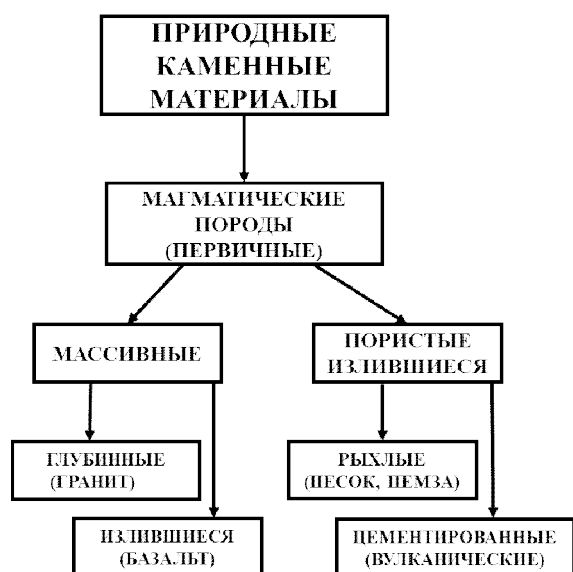 ПРИРОДНЫЕ
КАМЕННЫЕ
МАТЕРИАЛЫ
МАГМАТИЧЕСКИЕ
ПОРОДЫ
(ПЕРВИЧНЫЕ)
МАССИВНЫЕ
ПОРИСТЫЕ
ИЗЛИВШИЕСЯ
ГЛУБИННЫЕ
(ГРАНИТ)
РЫХЛЫЕ
(ПЕСОК, ПЕМЗА)
ИЗЛИВШИЕСЯ
(БАЗАЛЬТ)
ЦЕМЕНТИРОВАННЫЕ
(ВУЛКАНИЧЕСКИЕ)